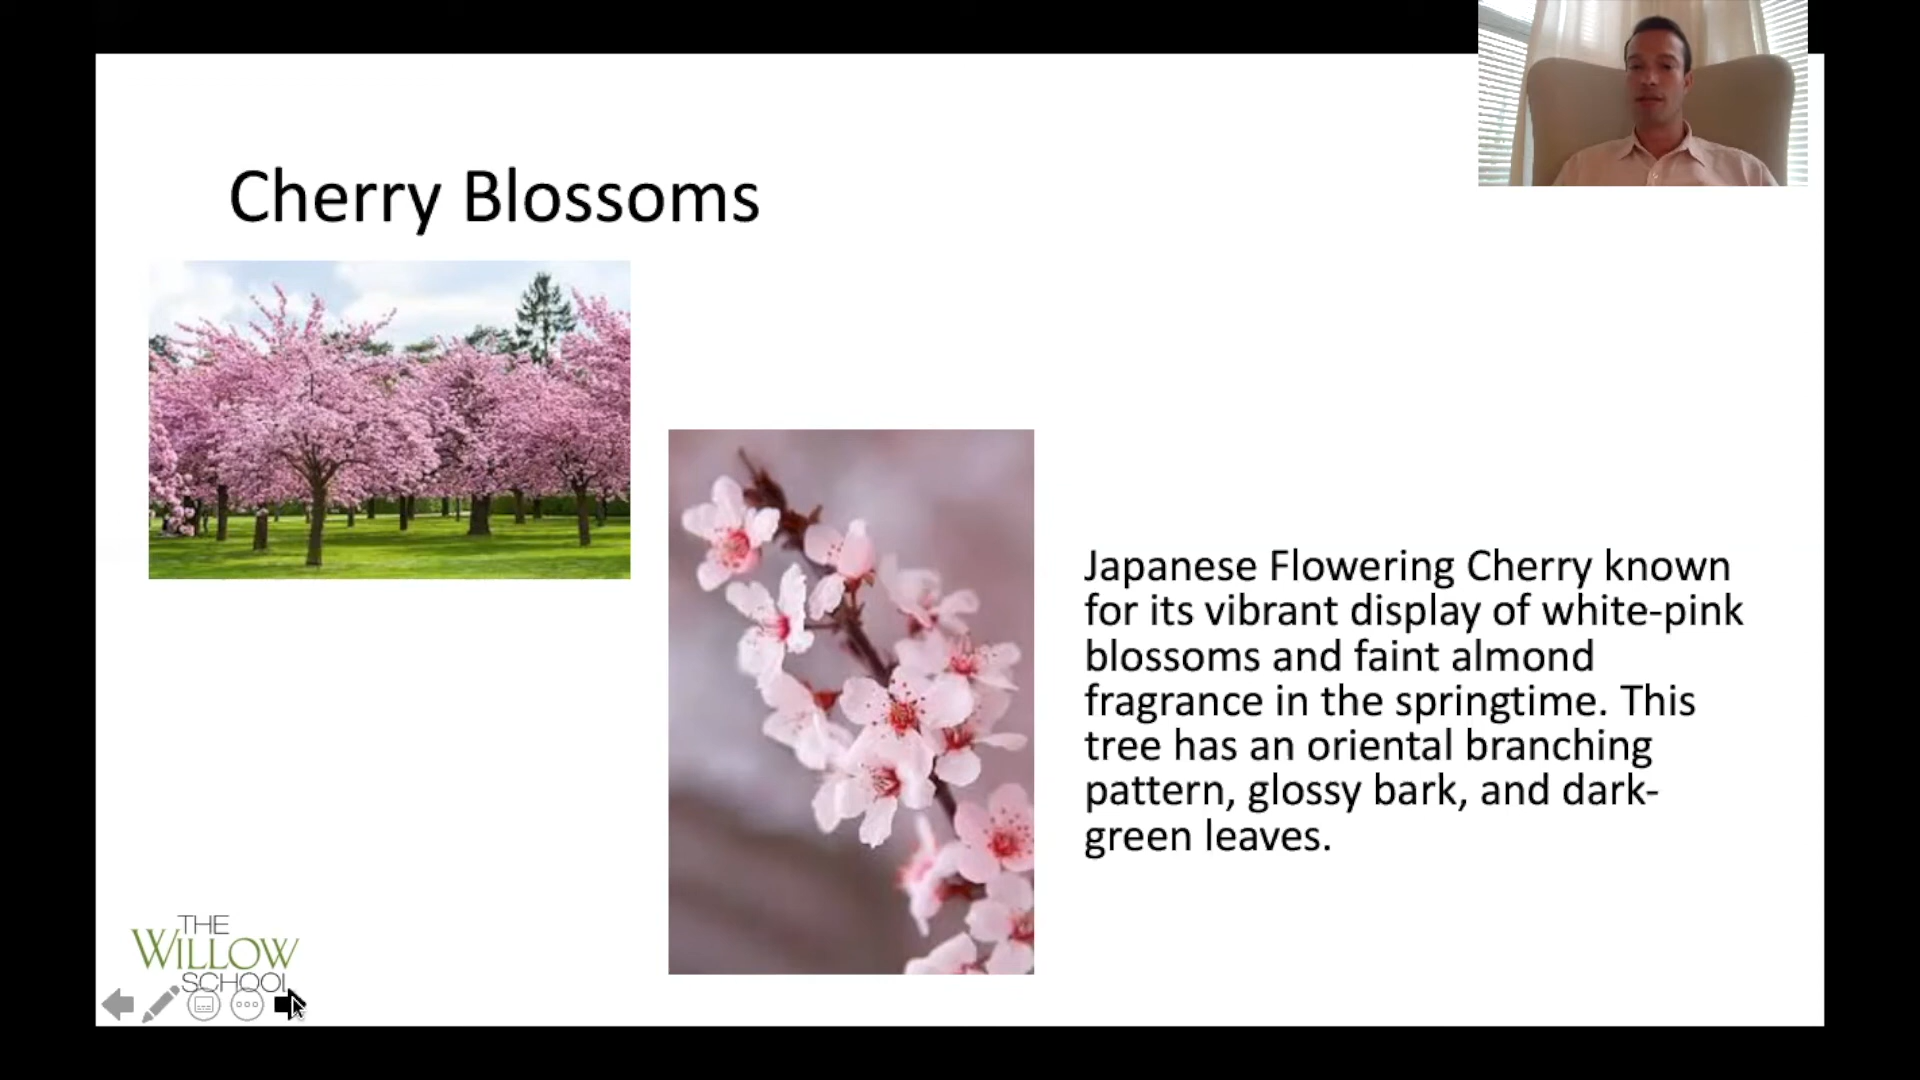 Cherry Blossoms
Japanese Flowering Cherry known
for its vibrant display of white-pink
blossoms and faint almond
fragrance in the springtime. This
tree has an oriental branching
pattern, glossy bark, and dark-
green leaves.
THE
WILLOW
SCHOOL